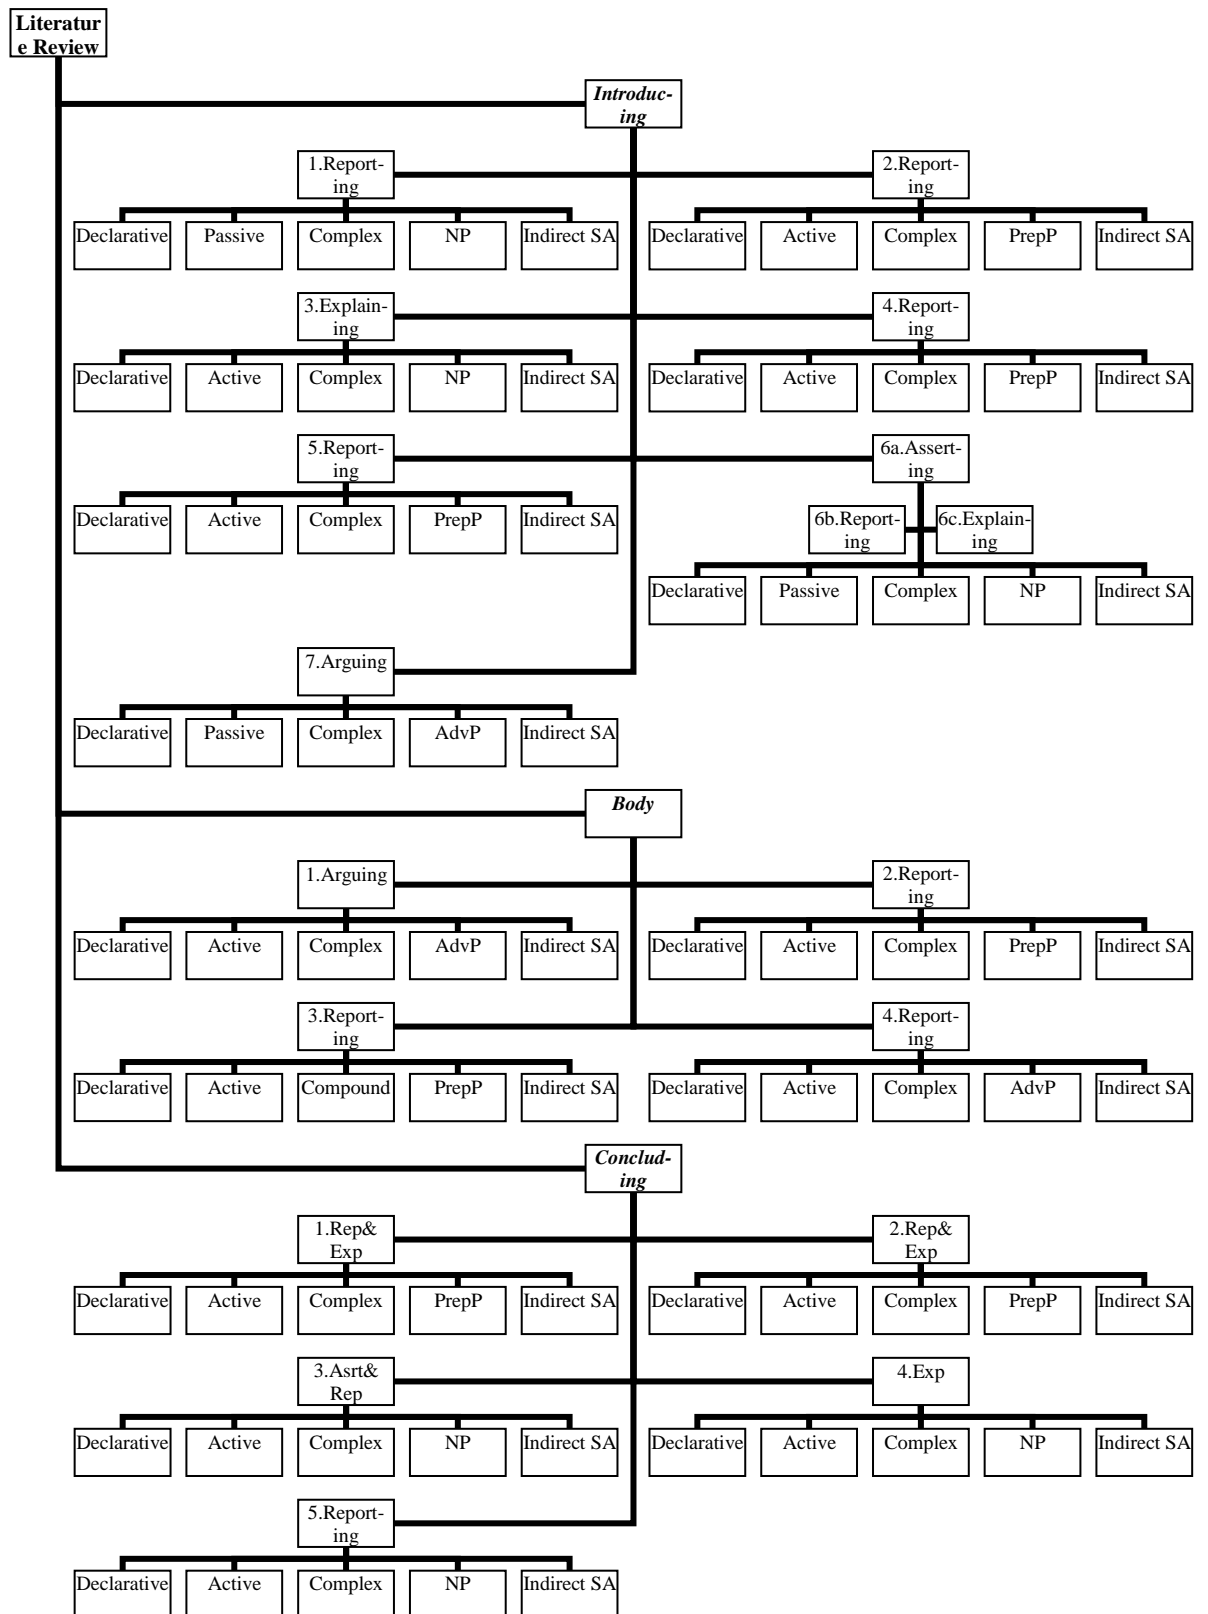 Literatur
e Review
Introduc-
ing
1.Report-
ing
2.Report-
ing
Declarative Passive Complex NP Indirect SA
Declarative Active Complex PrepP Indirect SA
3.Explain-
ing
4.Report-
ing
Declarative Active Complex NP Indirect SA
Declarative Active Complex PrepP Indirect SA
5.Report-
ing
6a.Assert-
ing
Declarative Active Complex PrepP Indirect SA
6b.Report-
ing
6c.Explain-
ing
Declarative Passive Complex NP Indirect SA
7.Arguing
Declarative Passive Complex AdvP Indirect SA
Body
1.Arguing
2.Report-
ing
Declarative Active Complex AdvP Indirect SA
Declarative Active Complex PrepP Indirect SA
3.Report-
ing
4.Report-
ing
Declarative Active Compound PrepP Indirect SA
Declarative Active Complex AdvP Indirect SA
Conclud-
ing
1.Rep&
Exp
2.Rep&
Exp
Declarative Active Complex PrepP Indirect SA
Declarative Active Complex PrepP Indirect SA
3.Asrt&
Rep
4.Exp
Declarative Active Complex NP Indirect SA
Declarative Active Complex NP Indirect SA
5.Report-
ing
Declarative Active Complex NP Indirect SA